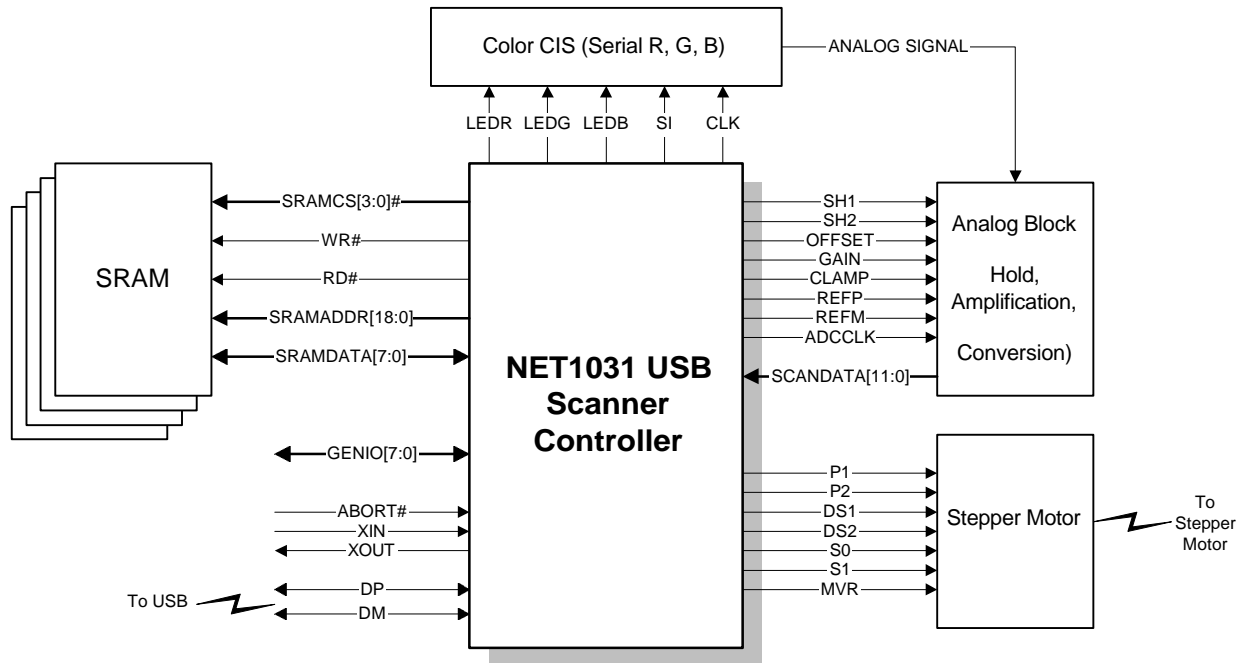 Color CIS (Serial R, G, B)
ANALOG SIGNAL
LEDR
LEDG
LEDB
SI
CLK
SRAM
SRAMCS[3:0]#
WR#
RD#
SRAMADDR[18:0]
SRAMDATA[7:0]
GENIO[7:0]
ABORT#
XIN
XOUT
To USB
DP
DM
NET1031 USB
Scanner
Controller
SH1
SH2
OFFSET
GAIN
CLAMP
REFP
REFM
ADCCLK
SCANDATA[11:0]
Analog Block
Hold,
Amplification,
Conversion)
P1
P2
DS1
DS2
S0
S1
MVR
Stepper Motor
To
Stepper
Motor